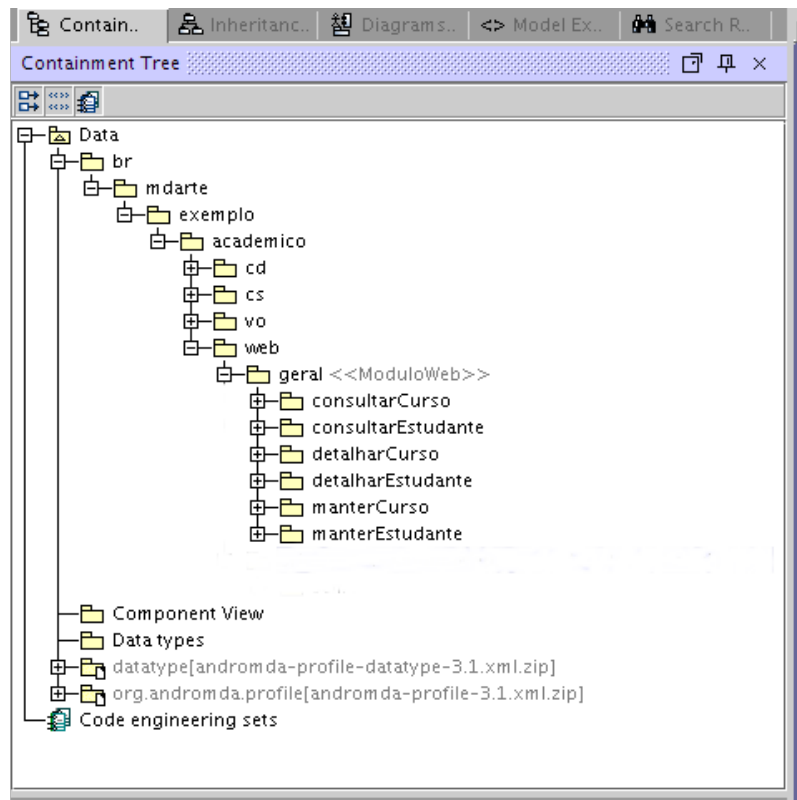 Contain.. Inheritanc.. Diagrams.. <> Model Ex.. Search R..
Containment Tree
Data
br
mdarte
exemplo
academico
cd
cs
vo
web
geral <<ModuloWeb>>
consultarCurso
consultarEstudante
detalharCurso
detalharEstudante
manterCurso
manterEstudante
Component View
Data types
datatype[andromda-profile-datatype-3.1.xml.zip]
org.andromda.profile[andromda-profile-3.1.xml.zip]
Code engineering sets